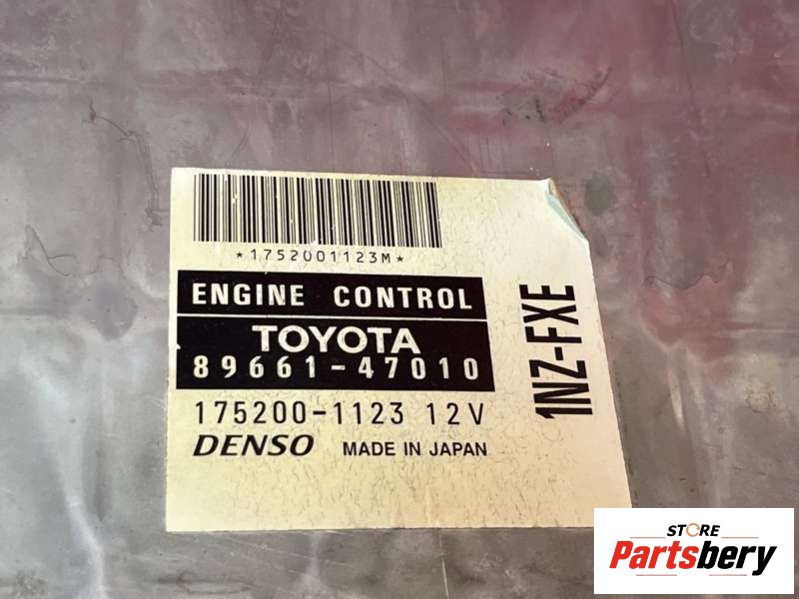 *1752001123M*
ENGINE CONTROL
TOYOTA
89661-47010
175200-1123 12V
DENSO MADE IN JAPAN
1NZ-FXE
STORE
Partsbery